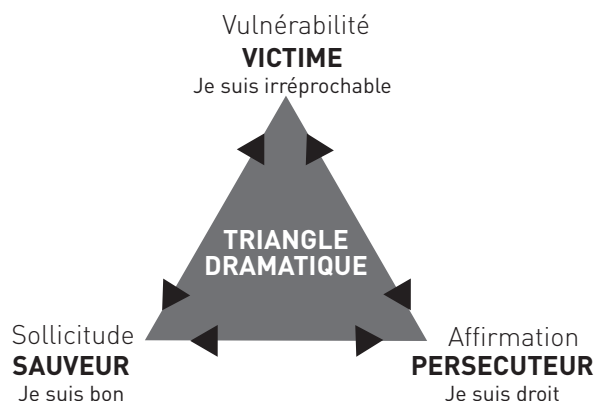 Vulnérabilité
VICTIME
Je suis irréprochable
TRIANGLE
DRAMATIQUE
Sollicitude
SAUVEUR
Je suis bon
Affirmation
PERSECUTEUR
Je suis droit